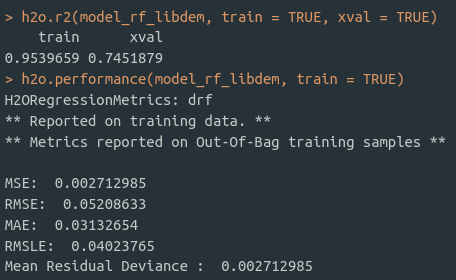 > h2o.r2(model_rf_libdem, train = TRUE, xval = TRUE)
train xval
0.9539659 0.7451879
> h2o.performance(model_rf_libdem, train = TRUE)
H2ORegressionMetrics: drf
** Reported on training data. **
** Metrics reported on Out-Of-Bag training samples **
MSE: 0.002712985
RMSE: 0.05208633
MAE: 0.03132654
RMSLE: 0.04023765
Mean Residual Deviance : 0.002712985